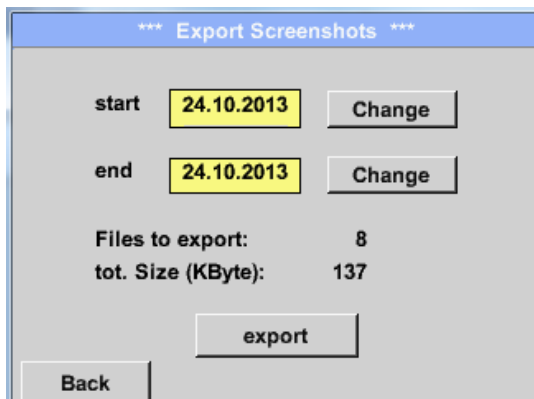 *** Export Screenshots ***
start 24.10.2013 Change
end 24.10.2013 Change
Files to export: 8
tot. Size (KByte): 137
export
Back